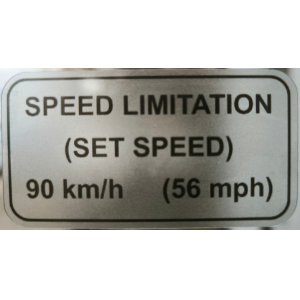 SPEED LIMITATION
(SET SPEED)
90 km/h (56 mph)